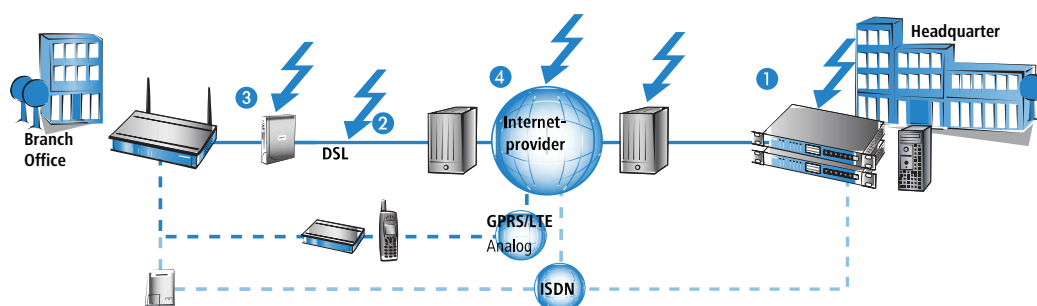 Headquarter
1
4
3
2
Branch
Office
DSL
Internet-
provider
GPRS/LTE
Analog
ISDN